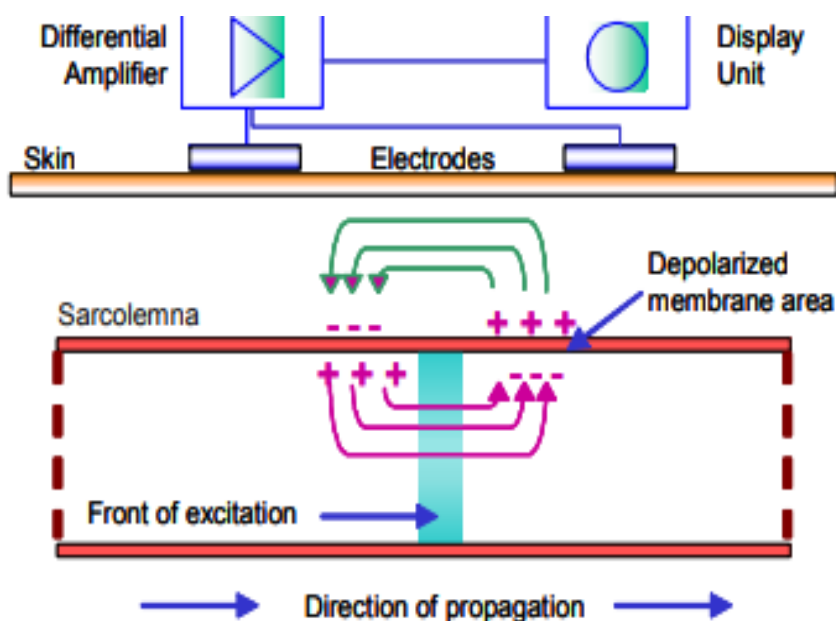 Differential
Amplifier
Display
Unit
Skin
Electrodes
Depolarized
membrane area
Sarcolemna
- - -
+ + +
+ + +
- - -
Front of excitation
Direction of propagation